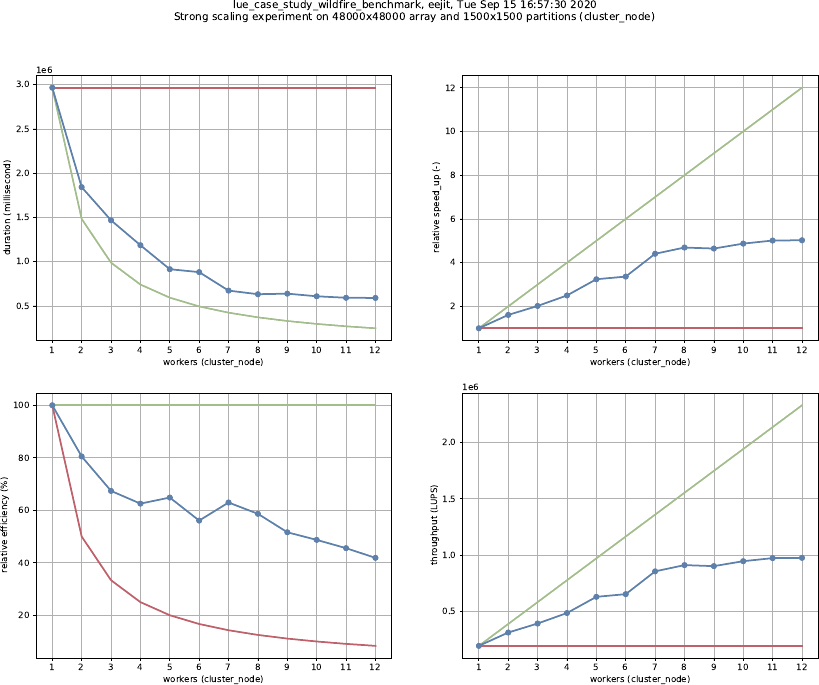 lue_case_study_wildfire_benchmark, eejit, Tue Sep 15 16:57:30 2020
Strong scaling experiment on 48000x48000 array and 1500x1500 partitions (cluster_node)
1e6
3.0
2.5
2.0
1.5
1.0
0.5
duration (millisecond)
1 2 3 4 5 6 7 8 9 10 11 12
workers (cluster_node)
12
10
8
6
4
2
relative speed_up (-)
1 2 3 4 5 6 7 8 9 10 11 12
workers (cluster_node)
100
80
60
40
20
relative efficiency (%)
1 2 3 4 5 6 7 8 9 10 11 12
workers (cluster_node)
1e6
2.0
1.5
1.0
0.5
throughput (LUPS)
1 2 3 4 5 6 7 8 9 10 11 12
workers (cluster_node)